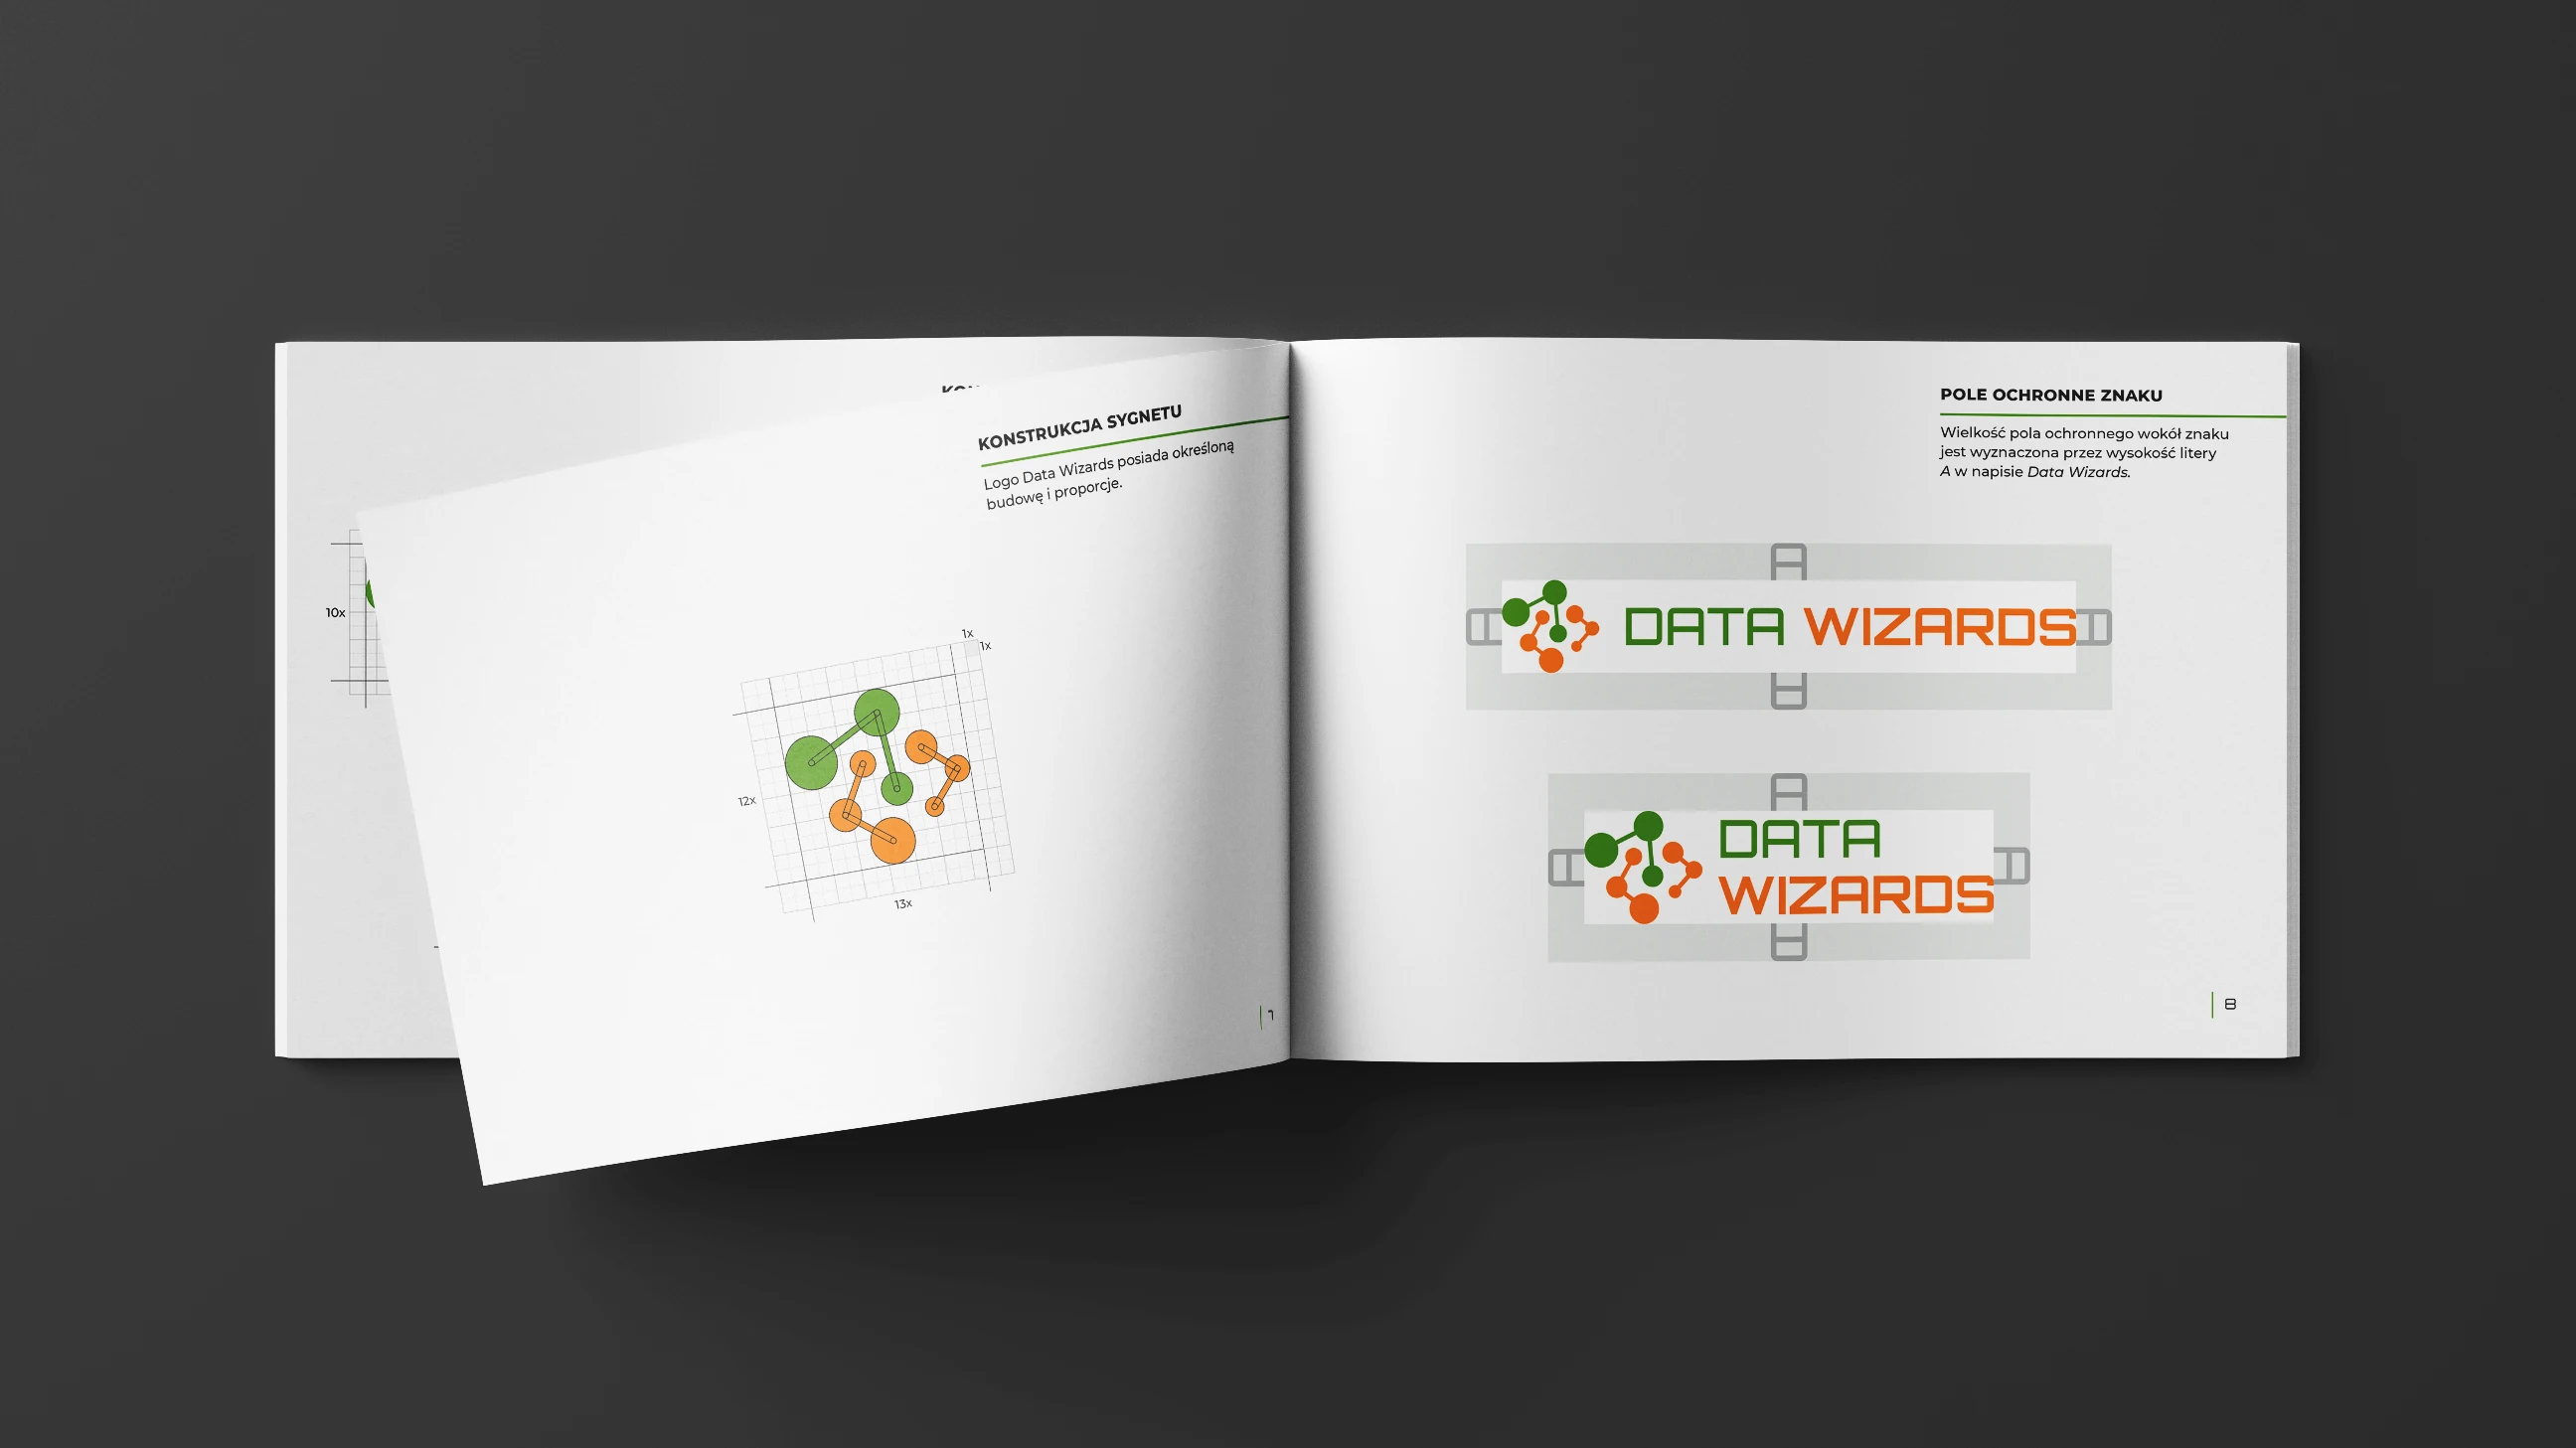 10x
KONSTRUKCJA SYGNETU
Logo Data Wizards posiada określoną
budowę i proporcje.
1x
1x
12x
13x
7
POLE OCHRONNE ZNAKU
Wielkość pola ochronnego wokół znaku
jest wyznaczona przez wysokość litery
A w napisie Data Wizards.
DATA WIZARDS
DATA
WIZARDS
8